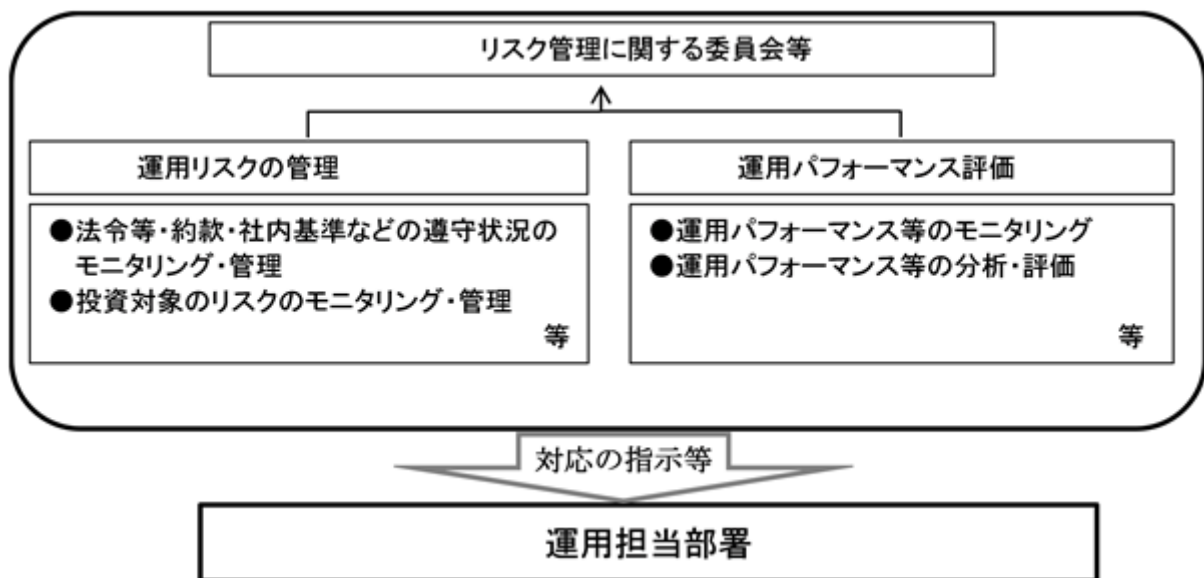 リスク管理に関する委員会等
運用リスクの管理
●法令等・約款・社内基準などの遵守状況の
モニタリング・管理
●投資対象のリスクのモニタリング・管理
等
運用パフォーマンス評価
●運用パフォーマンス等のモニタリング
●運用パフォーマンス等の分析・評価
等
対応の指示等
運用担当部署